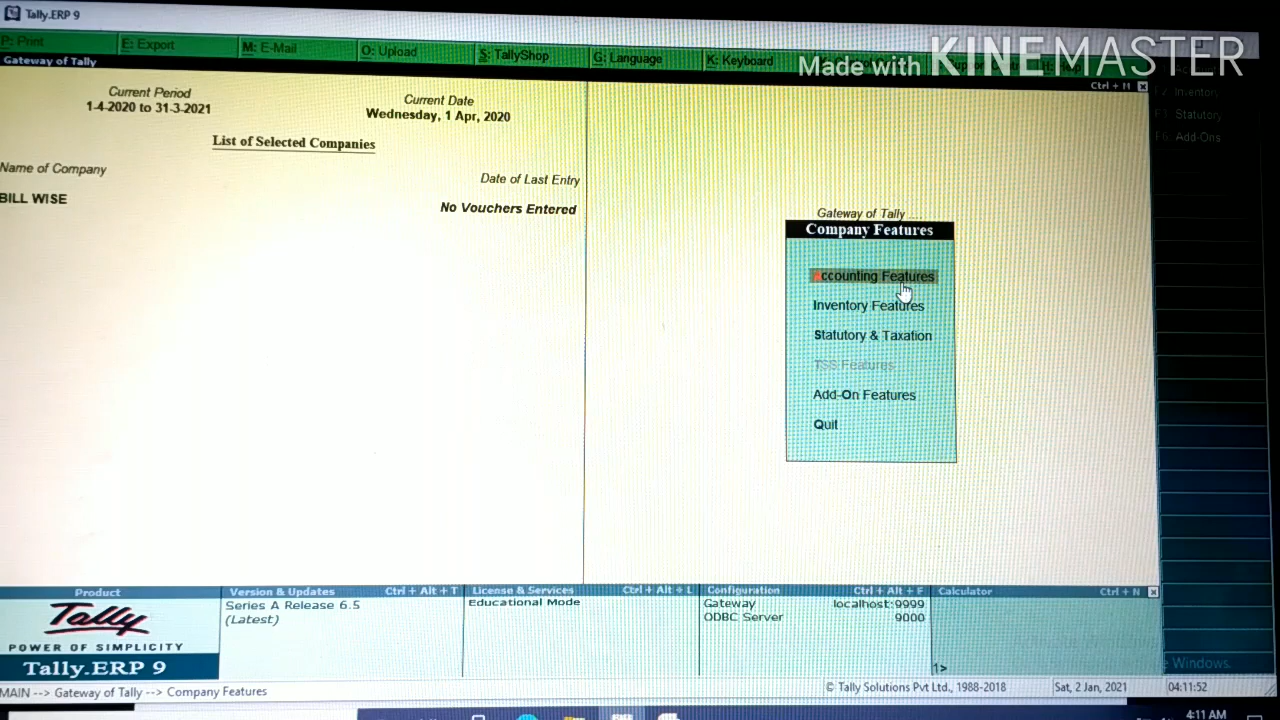 Tally.ERP 9
P: Print E: Export M: E-Mail O: Upload S: TallyShop G: Language K: Keyboard
Made with KINEMASTER
Gateway of Tally Ctrl + M
Current Period
1-4-2020 to 31-3-2021
Current Date
Wednesday, 1 Apr, 2020
List of Selected Companies
Name of Company
Date of Last Entry
BILL WISE
No Vouchers Entered
Inventory
Statutory
Add-Ons
Gateway of Tally ....
Company Features
Accounting Features
Inventory Features
Statutory & Taxation
TSS Features
Add-On Features
Quit
Product
Tally
POWER OF SIMPLICITY
Tally.ERP 9
Version & Updates Ctrl + Alt + T
Series A Release 6.5
(Latest)
License & Services Ctrl + Alt + L
Educational Mode
Configuration Ctrl + Alt + F
Gateway localhost:9999
ODBC Server 9000
Calculator Ctrl + N
1>
Windows
MAIN --> Gateway of Tally --> Company Features
© Tally Solutions Pvt Ltd., 1988-2018
Sat, 2 Jan, 2021
04:11:52
4:11 AM